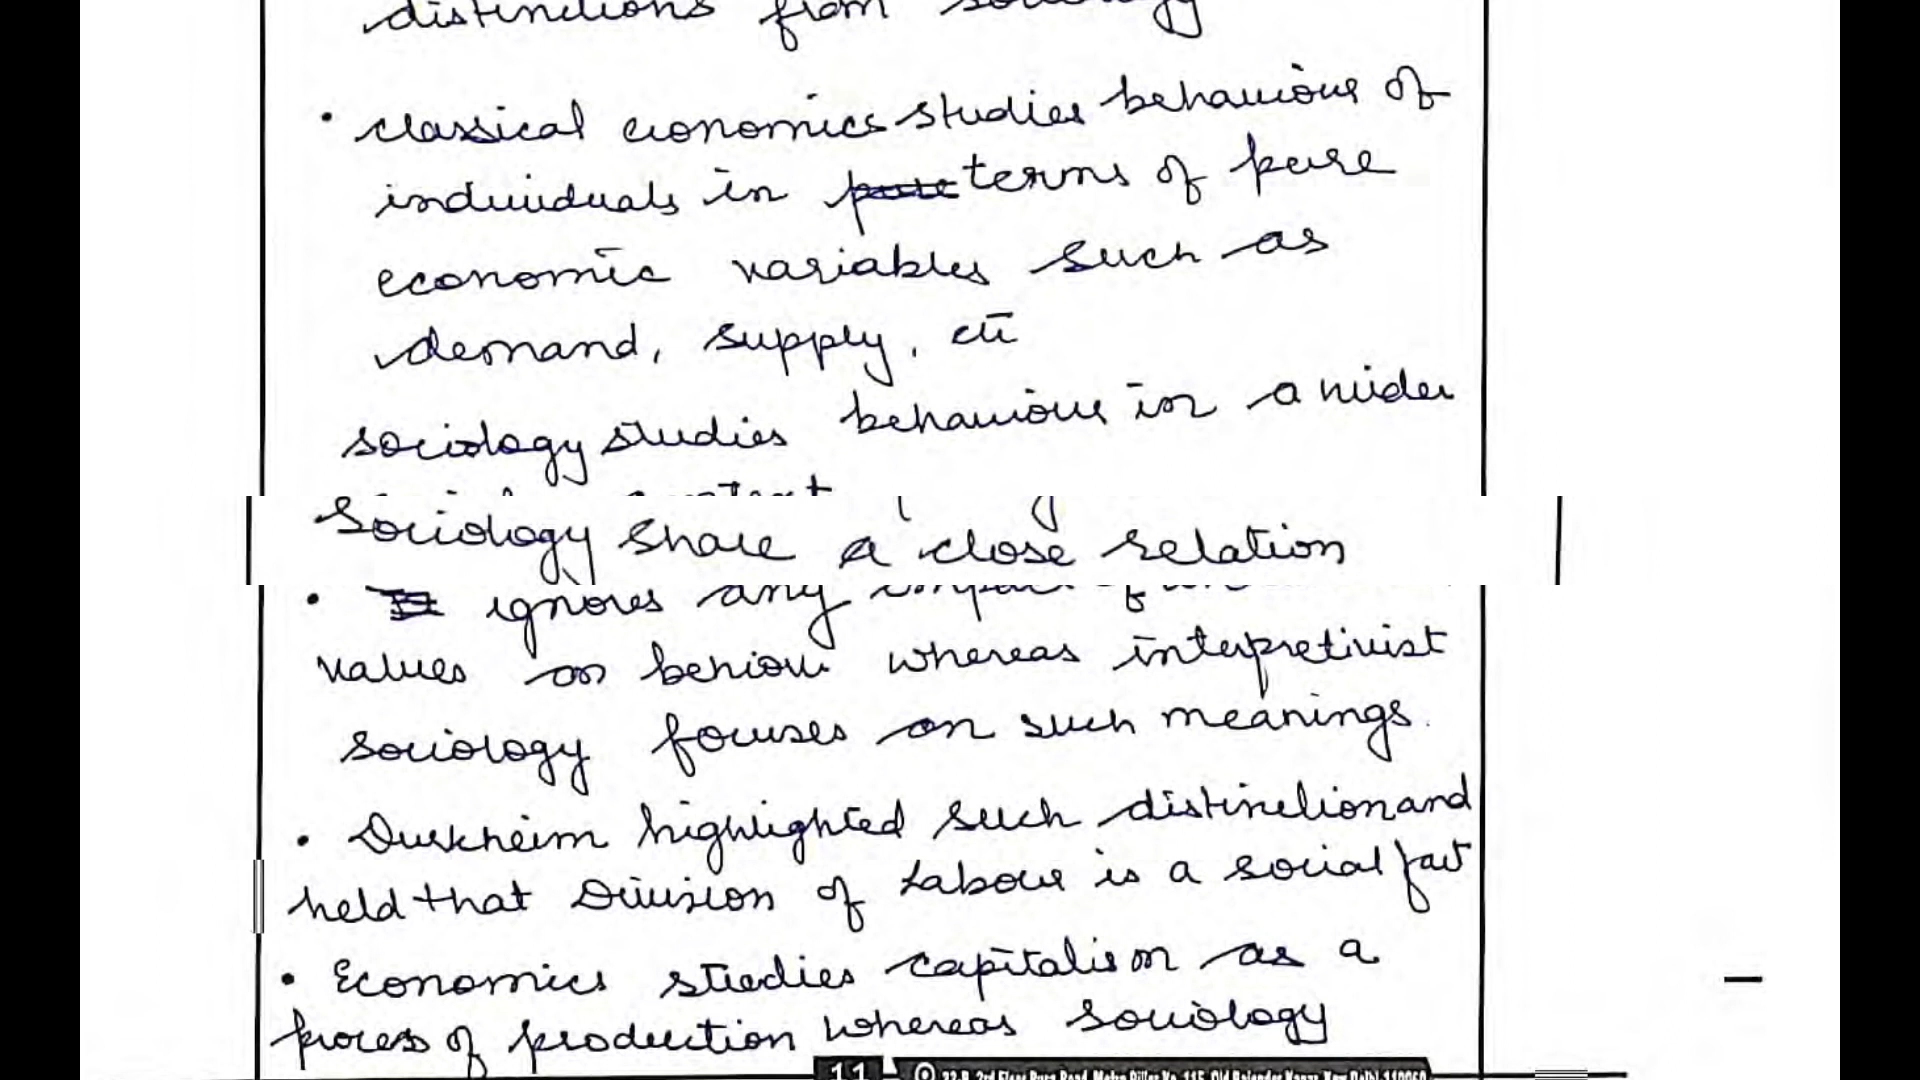 distinctions from sociology
• classical economics studies behaviour of
individuals in terms of pure
economic variables such as
demand, supply, etc
sociology studies behaviour in a wider
context
Sociology share a close relation
• ignores any impact
values on behiour whereas interpretivist
sociology focuses on such meanings.
• Durkheim highlighted such distinction and
held that Division of Labour is a social fact
• Economics studies capitalism as a
process of production whereas sociology
11